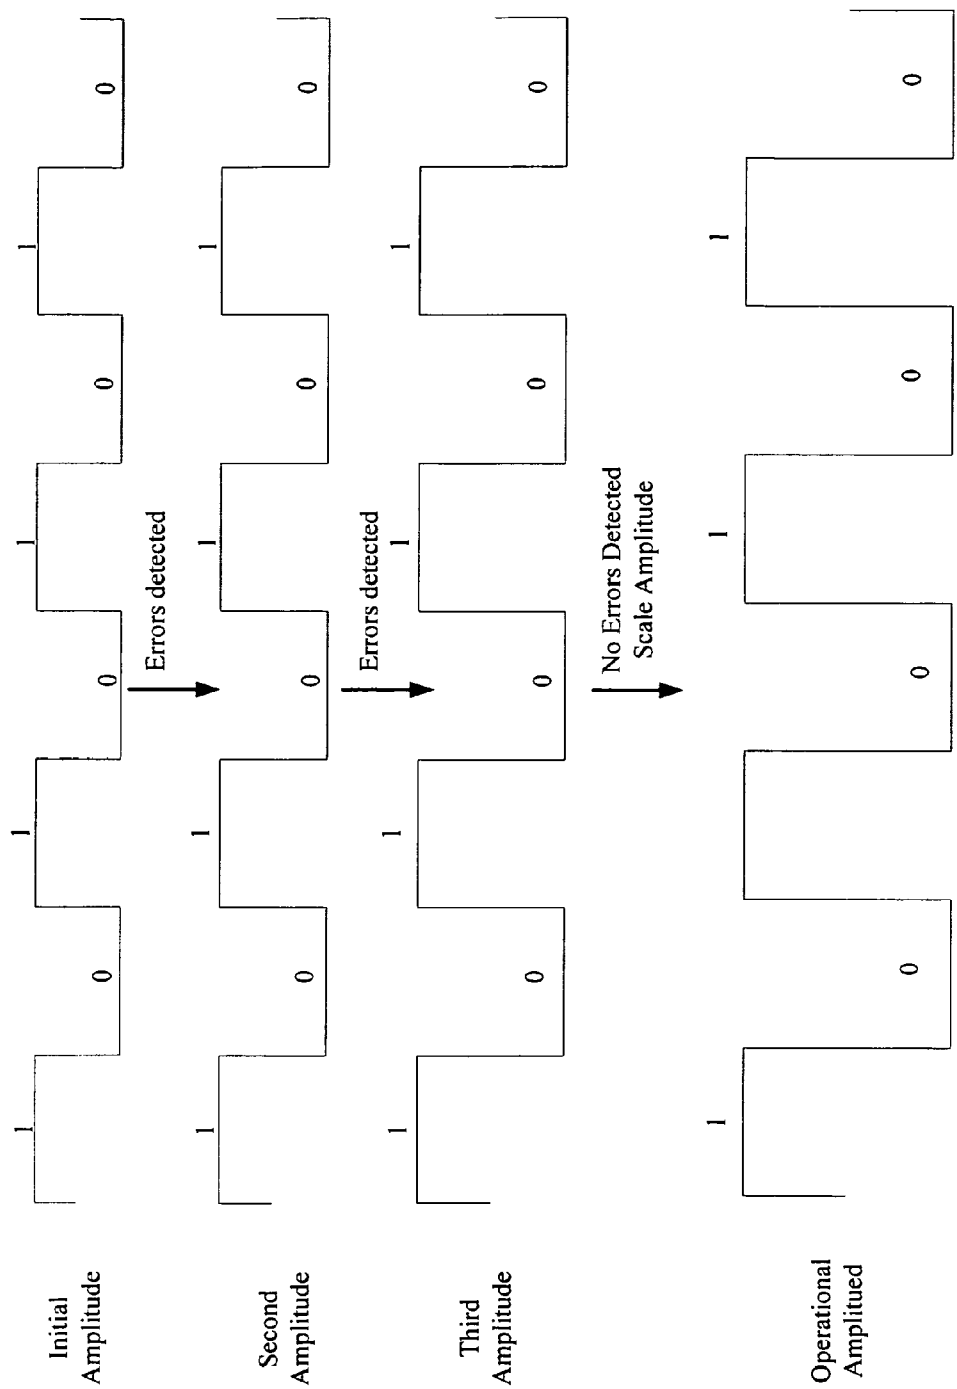 1 1 1 1
Initial
Amplitude
0 0 0 0
Errors detected
1 1 1 1
Second
Amplitude
0 0 0 0
Errors detected
1 1 1 1
Third
Amplitude
0 0 0 0
No Errors Detected
Scale Amplitude
1 1 1
Operational
Amplitued
0 0 0 0